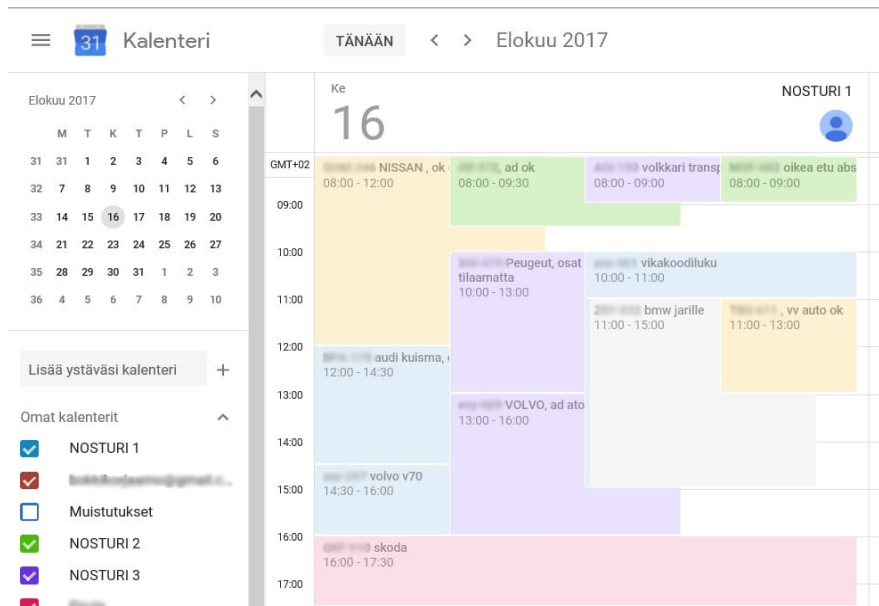 31 Kalenteri
TÄNÄÄN < > Elokuu 2017
Elokuu 2017 < >
M T K T P L S
31 31 1 2 3 4 5 6
32 7 8 9 10 11 12 13
33 14 15 16 17 18 19 20
34 21 22 23 24 25 26 27
35 28 29 30 31 1 2 3
36 4 5 6 7 8 9 10
Lisää ystäväsi kalenteri +
Omat kalenterit
NOSTURI 1
Muistutukset
NOSTURI 2
NOSTURI 3
Ke
16
NOSTURI 1
GMT+02
09:00
10:00
11:00
12:00
13:00
14:00
15:00
16:00
17:00
NISSAN , ok
08:00 - 12:00
, ad ok
08:00 - 09:30
volkkari transp
08:00 - 09:00
oikea etu abs
08:00 - 09:00
Peugeut, osat
tilaamatta
10:00 - 13:00
vikakoodiluku
10:00 - 11:00
bmw jarille
11:00 - 15:00
, vv auto ok
11:00 - 13:00
audi kuisma,
12:00 - 14:30
VOLVO, ad ato
13:00 - 16:00
volvo v70
14:30 - 16:00
skoda
16:00 - 17:30